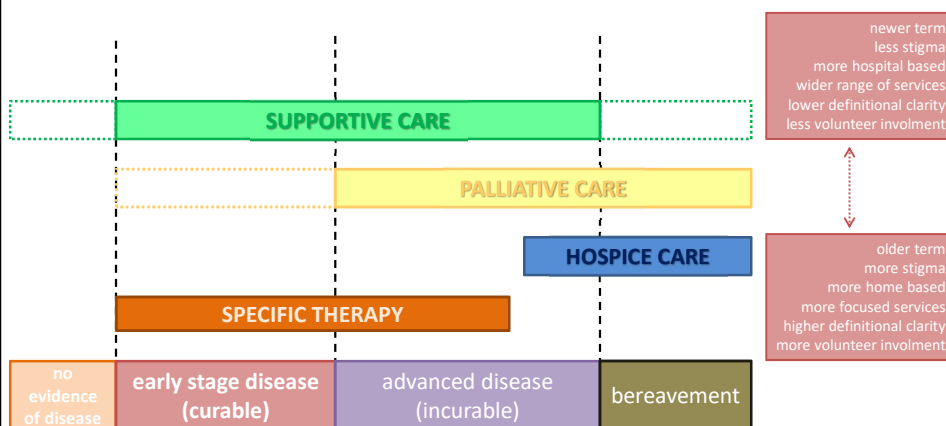 newer term
less stigma
more hospital based
wider range of services
lower definitional clarity
less volunteer involment
SUPPORTIVE CARE
PALLIATIVE CARE
HOSPICE CARE
older term
more stigma
more home based
more focused services
higher definitional clarity
more volunteer involment
SPECIFIC THERAPY
no
evidence
of disease
early stage disease
(curable)
advanced disease
(incurable)
bereavement